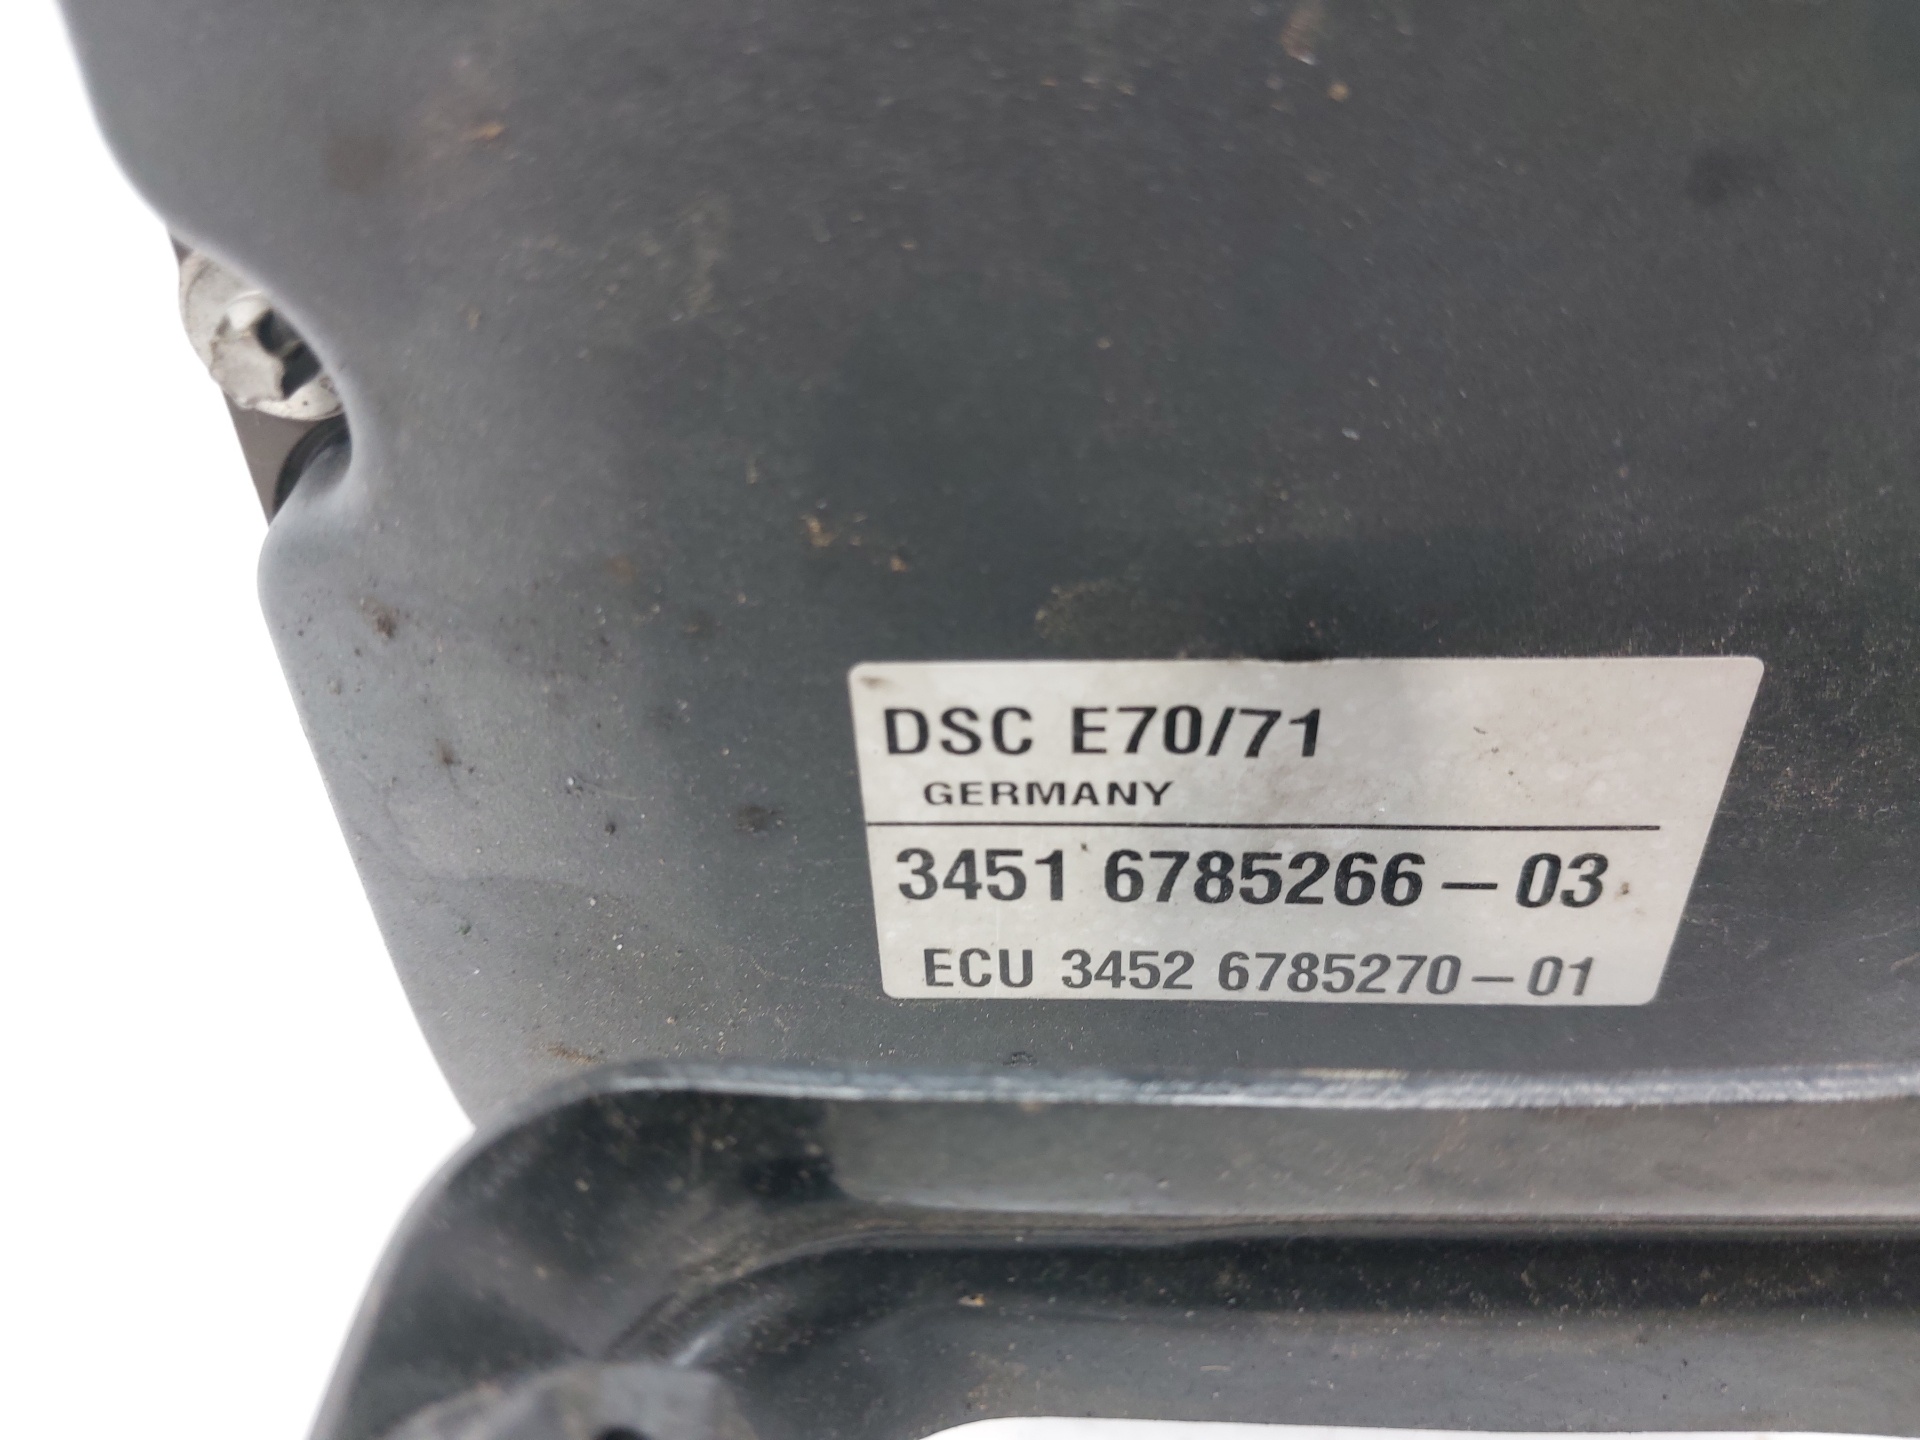 DSC E70/71
GERMANY
3451 6785266-03
ECU 3452 6785270-01